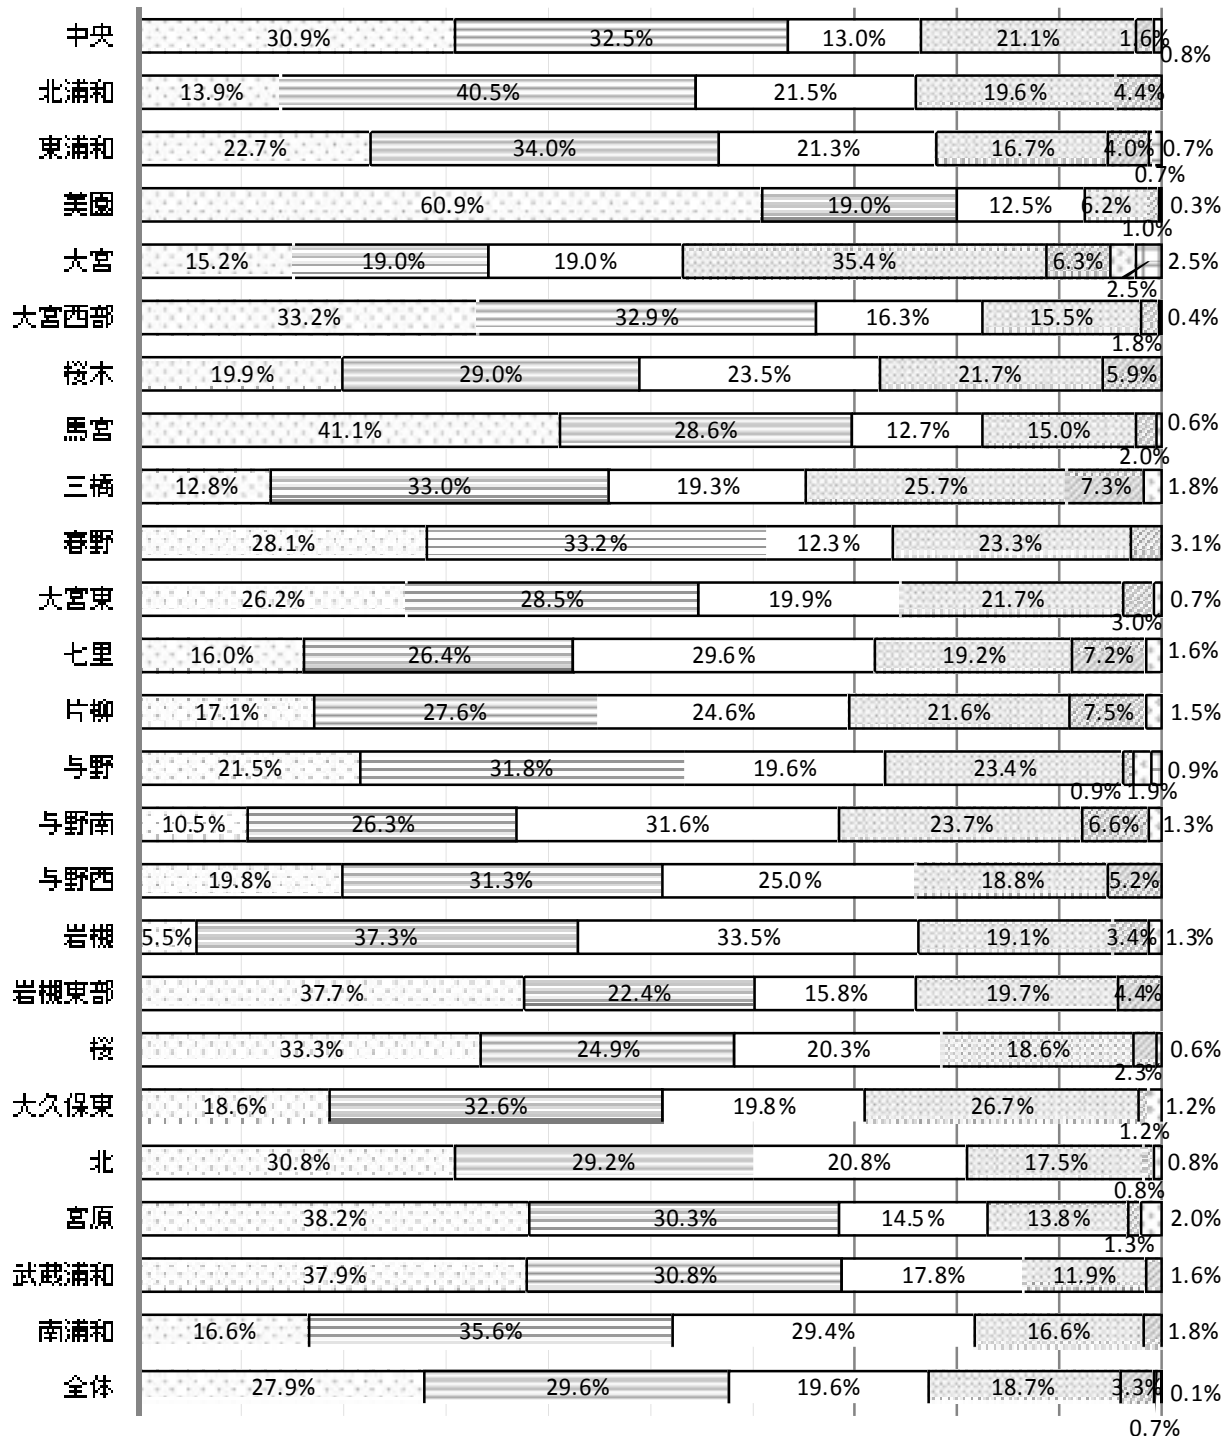 中央 30.9% 32.5% 13.0% 21.1% 1.6% 0.8%
北浦和 13.9% 40.5% 21.5% 19.6% 4.4%
東浦和 22.7% 34.0% 21.3% 16.7% 4.0% 0.7%
0.7%
美園 60.9% 19.0% 12.5% 6.2% 0.3%
1.0%
大宮 15.2% 19.0% 19.0% 35.4% 6.3% 2.5%
2.5%
大宮西部 33.2% 32.9% 16.3% 15.5% 0.4%
1.8%
桜木 19.9% 29.0% 23.5% 21.7% 5.9%
馬宮 41.1% 28.6% 12.7% 15.0% 0.6%
2.0%
三橋 12.8% 33.0% 19.3% 25.7% 7.3% 1.8%
春野 28.1% 33.2% 12.3% 23.3% 3.1%
大宮東 26.2% 28.5% 19.9% 21.7% 0.7%
3.0%
七里 16.0% 26.4% 29.6% 19.2% 7.2% 1.6%
片柳 17.1% 27.6% 24.6% 21.6% 7.5% 1.5%
与野 21.5% 31.8% 19.6% 23.4% 0.9%
0.9% 1.9%
与野南 10.5% 26.3% 31.6% 23.7% 6.6% 1.3%
与野西 19.8% 31.3% 25.0% 18.8% 5.2%
岩槻 5.5% 37.3% 33.5% 19.1% 3.4% 1.3%
岩槻東部 37.7% 22.4% 15.8% 19.7% 4.4%
桜 33.3% 24.9% 20.3% 18.6% 0.6%
2.3%
大久保東 18.6% 32.6% 19.8% 26.7% 1.2%
1.2%
北 30.8% 29.2% 20.8% 17.5% 0.8%
0.8%
宮原 38.2% 30.3% 14.5% 13.8% 2.0%
1.3%
武蔵浦和 37.9% 30.8% 17.8% 11.9% 1.6%
南浦和 16.6% 35.6% 29.4% 16.6% 1.8%
全体 27.9% 29.6% 19.6% 18.7% 3.3% 0.1%
0.7%